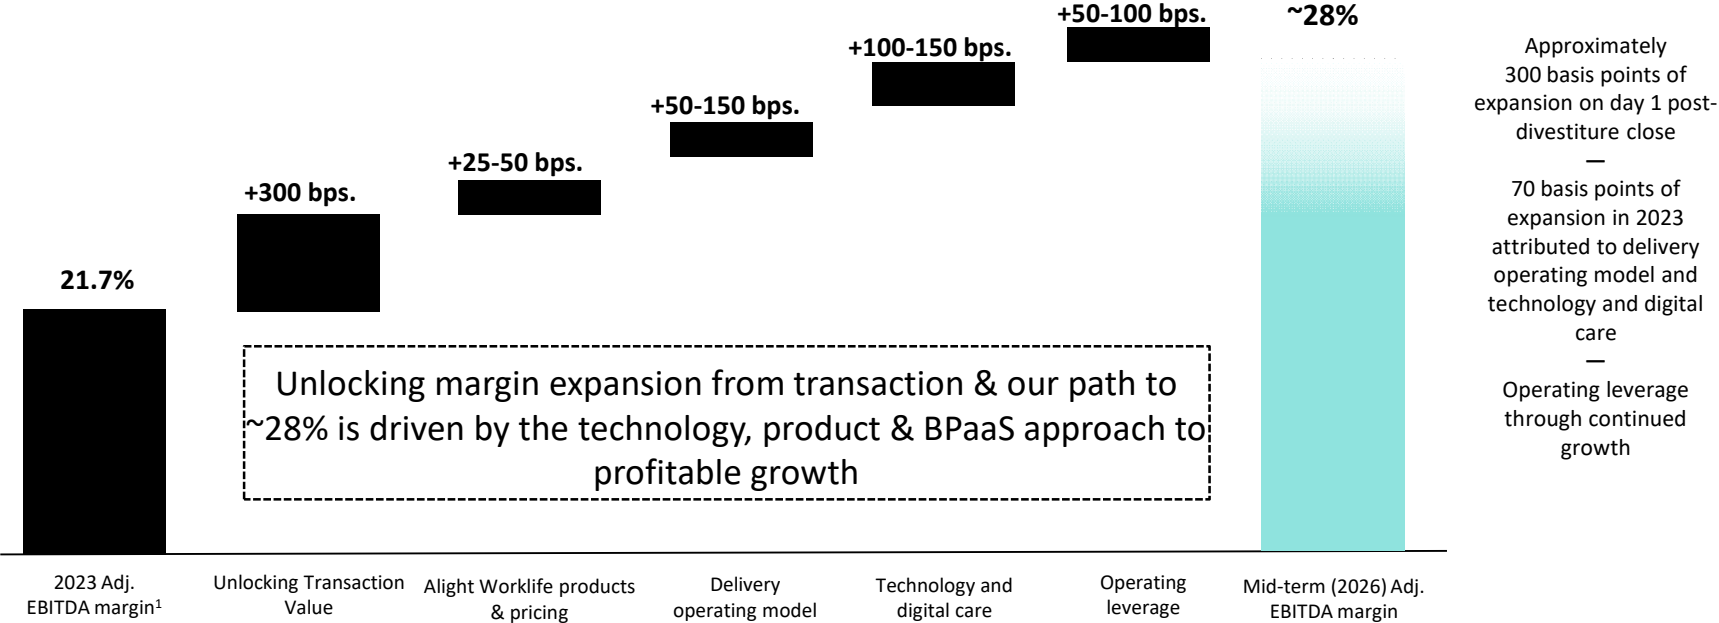 +50-100 bps.
~28%
+100-150 bps.
+50-150 bps.
+25-50 bps.
+300 bps.
21.7%
Unlocking margin expansion from transaction & our path to
~28% is driven by the technology, product & BPaaS approach to
profitable growth
2023 Adj.
EBITDA margin¹
Unlocking Transaction
Value
Alight Worklife products
& pricing
Delivery
operating model
Technology and
digital care
Operating
leverage
Mid-term (2026) Adj.
EBITDA margin
Approximately
300 basis points of
expansion on day 1 post-
divestiture close
—
70 basis points of
expansion in 2023
attributed to delivery
operating model and
technology and digital
care
—
Operating leverage
through continued
growth